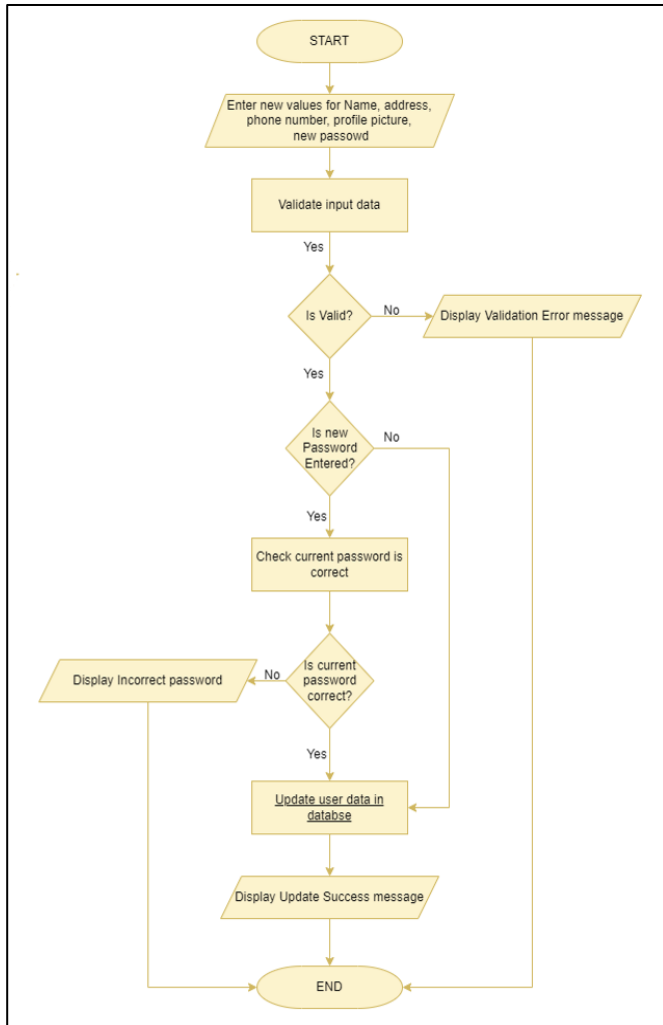 START
Enter new values for Name, address,
phone number, profile picture,
new passowd
Validate input data
Yes
Is Valid?
No
Display Validation Error message
Yes
Is new
Password
Entered?
No
Yes
Check current password is
correct
Is current
password
correct?
No
Display Incorrect password
Yes
Update user data in
databse
Display Update Success message
END